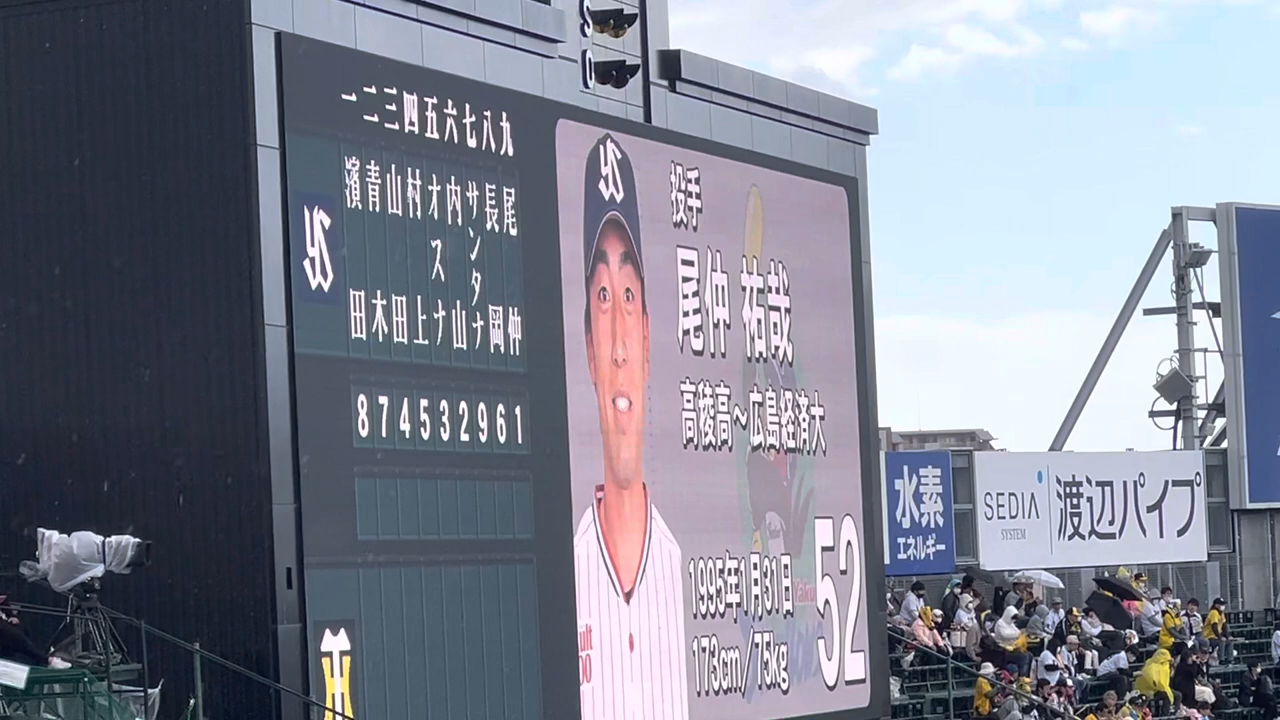 S
O
一二三四五六七八九
濱田
青木
山田
村上
オスナ
内山
サンタナ
長岡
尾仲
874532961
投手
尾仲 祐哉
高稜高~広島経済大
1995年1月31日
173cm/75kg
52
水素
エネルギー
SEDIA
SYSTEM
渡辺パイプ